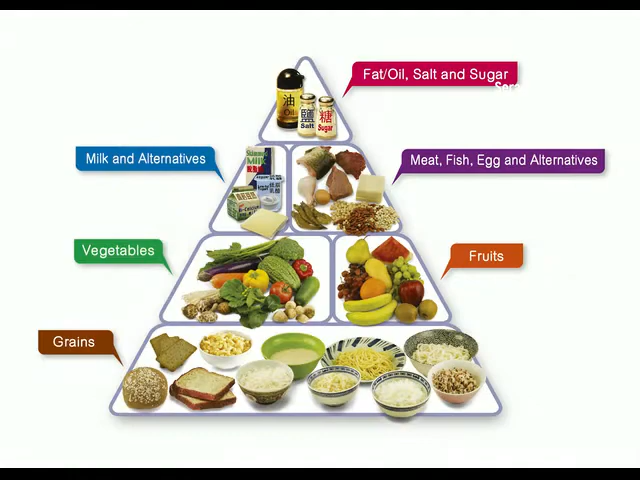 Fat/Oil, Salt and Sugar
油
Oil
鹽
Salt
糖
Sugar
Milk and Alternatives
MILK
Meat, Fish, Egg and Alternatives
Vegetables
Fruits
Grains